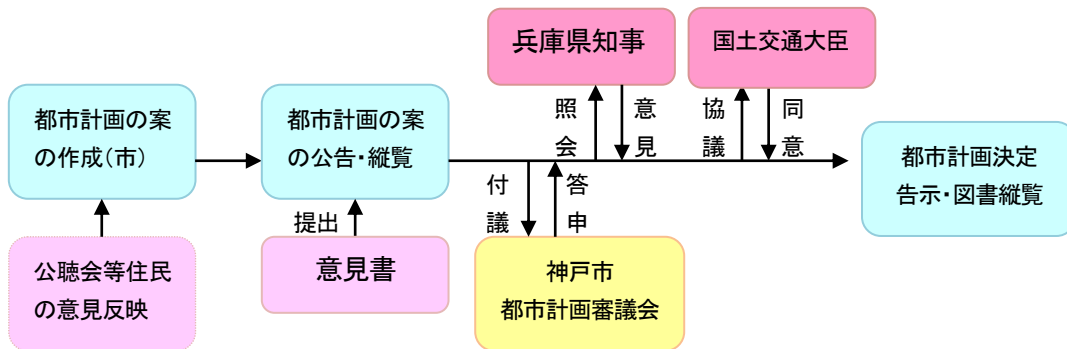 兵庫県知事
国土交通大臣
都市計画の案
の作成(市)
都市計画の案
の公告・縦覧
照会
意見
協議
同意
都市計画決定
告示・図書縦覧
付議
答申
提出
公聴会等住民
の意見反映
意見書
神戸市
都市計画審議会